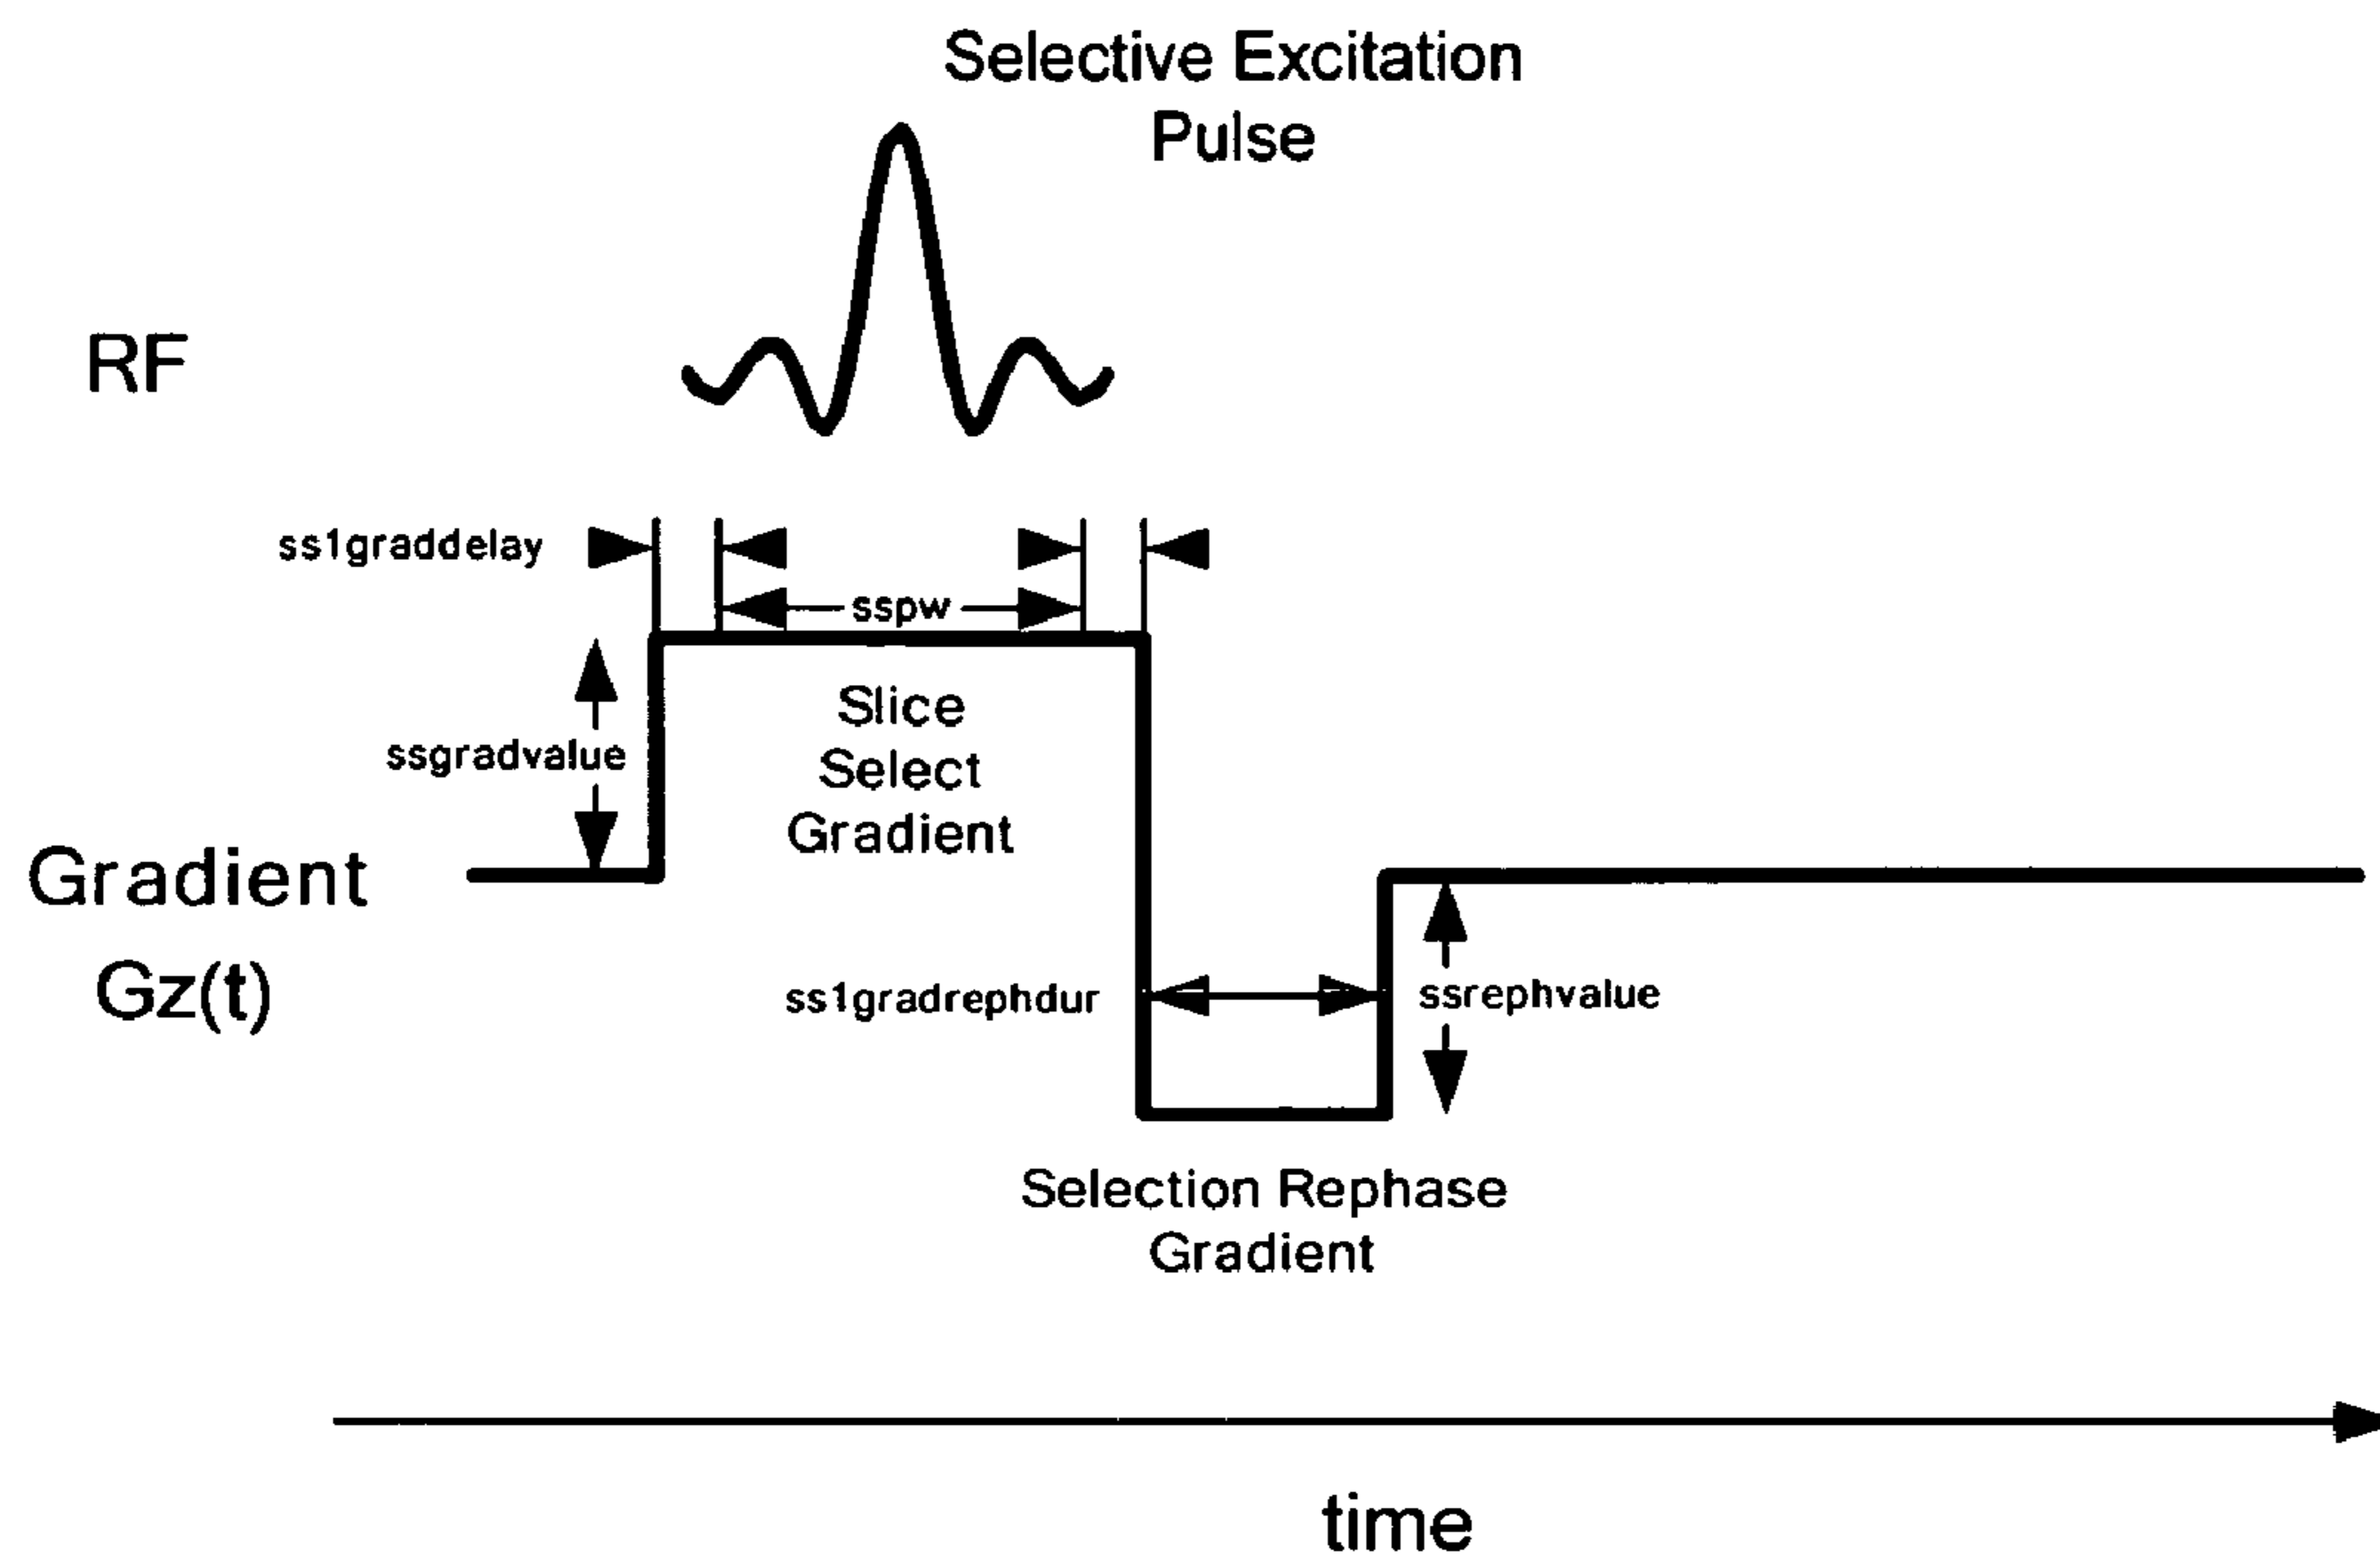 Selective Excitation
Pulse
RF
ss1graddelay
sspw
ssgradvalue
Slice
Select
Gradient
Gradient
Gz(t)
ss1gradrephdur
ssrephvalue
Selection Rephase
Gradient
time